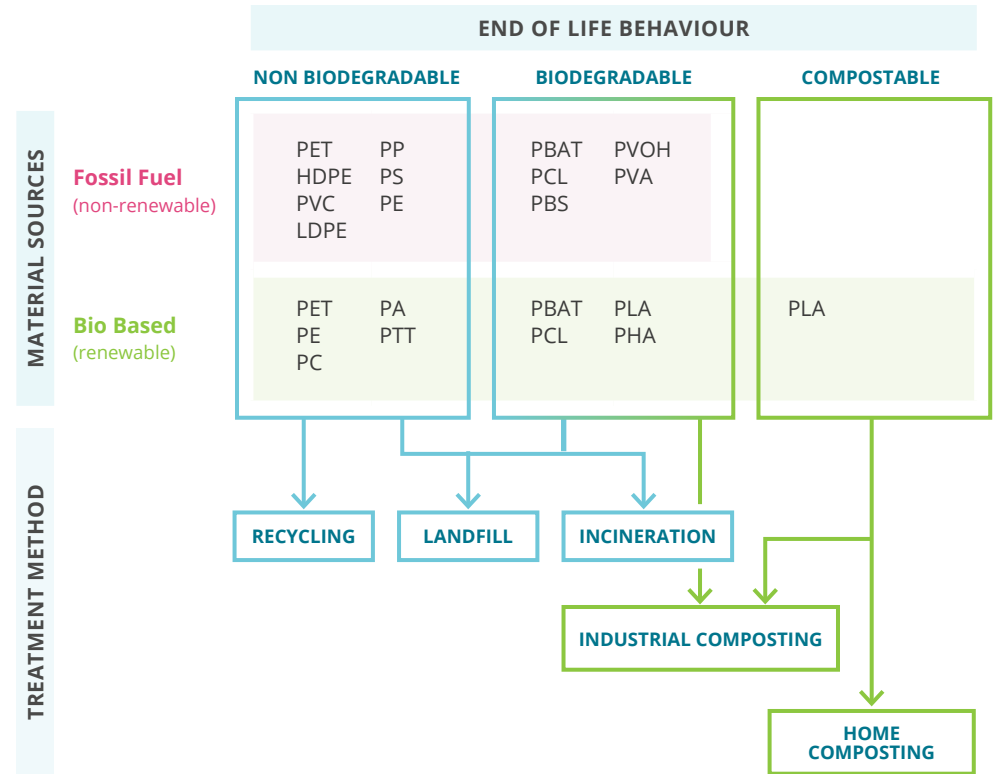 END OF LIFE BEHAVIOUR
NON BIODEGRADABLE
BIODEGRADABLE
COMPOSTABLE
MATERIAL SOURCES
Fossil Fuel
(non-renewable)
PET PP
HDPE PS
PVC PE
LDPE
PBAT PVOH
PCL PVA
PBS
Bio Based
(renewable)
PET PA
PE PTT
PC
PBAT PLA
PCL PHA
PLA
TREATMENT METHOD
RECYCLING
LANDFILL
INCINERATION
INDUSTRIAL COMPOSTING
HOME
COMPOSTING